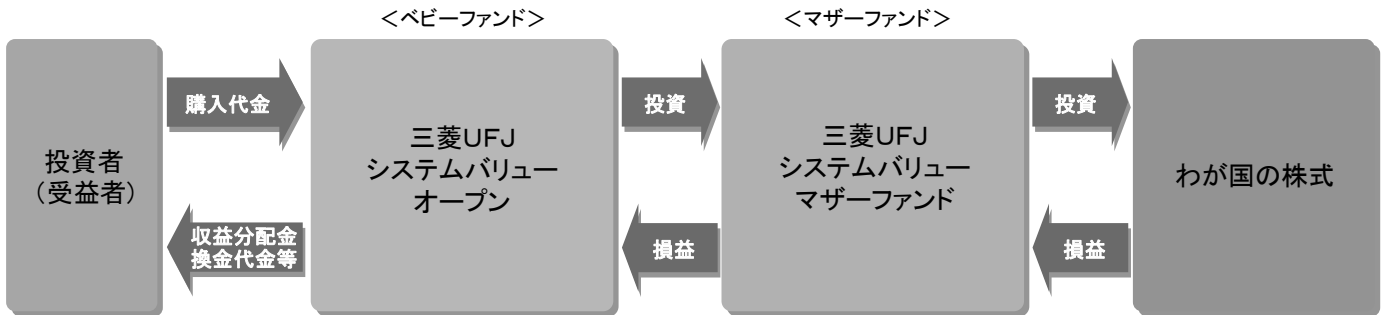 <ベビーファンド>
<マザーファンド>
投資者
（受益者）
購入代金
収益分配金
換金代金等
三菱UFJ
システムバリュー
オープン
投資
損益
三菱UFJ
システムバリュー
マザーファンド
投資
損益
わが国の株式